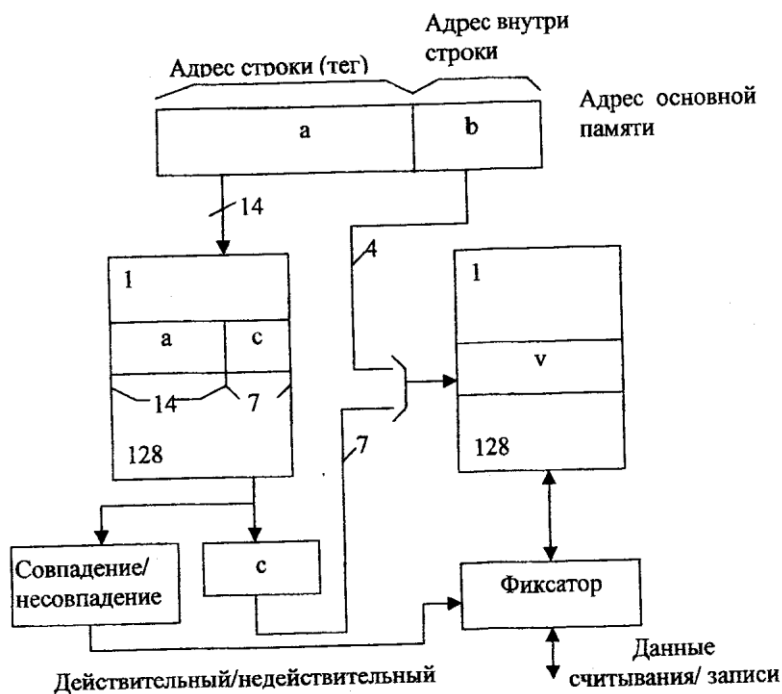 Адрес внутри
строки
Адрес строки (тег)
Адрес основной
памяти
a
b
14
4
1
1
a
c
v
14
7
128
7
128
Совпадение/
несовпадение
c
Фиксатор
Действительный/недействительный
Данные
считывания/ записи